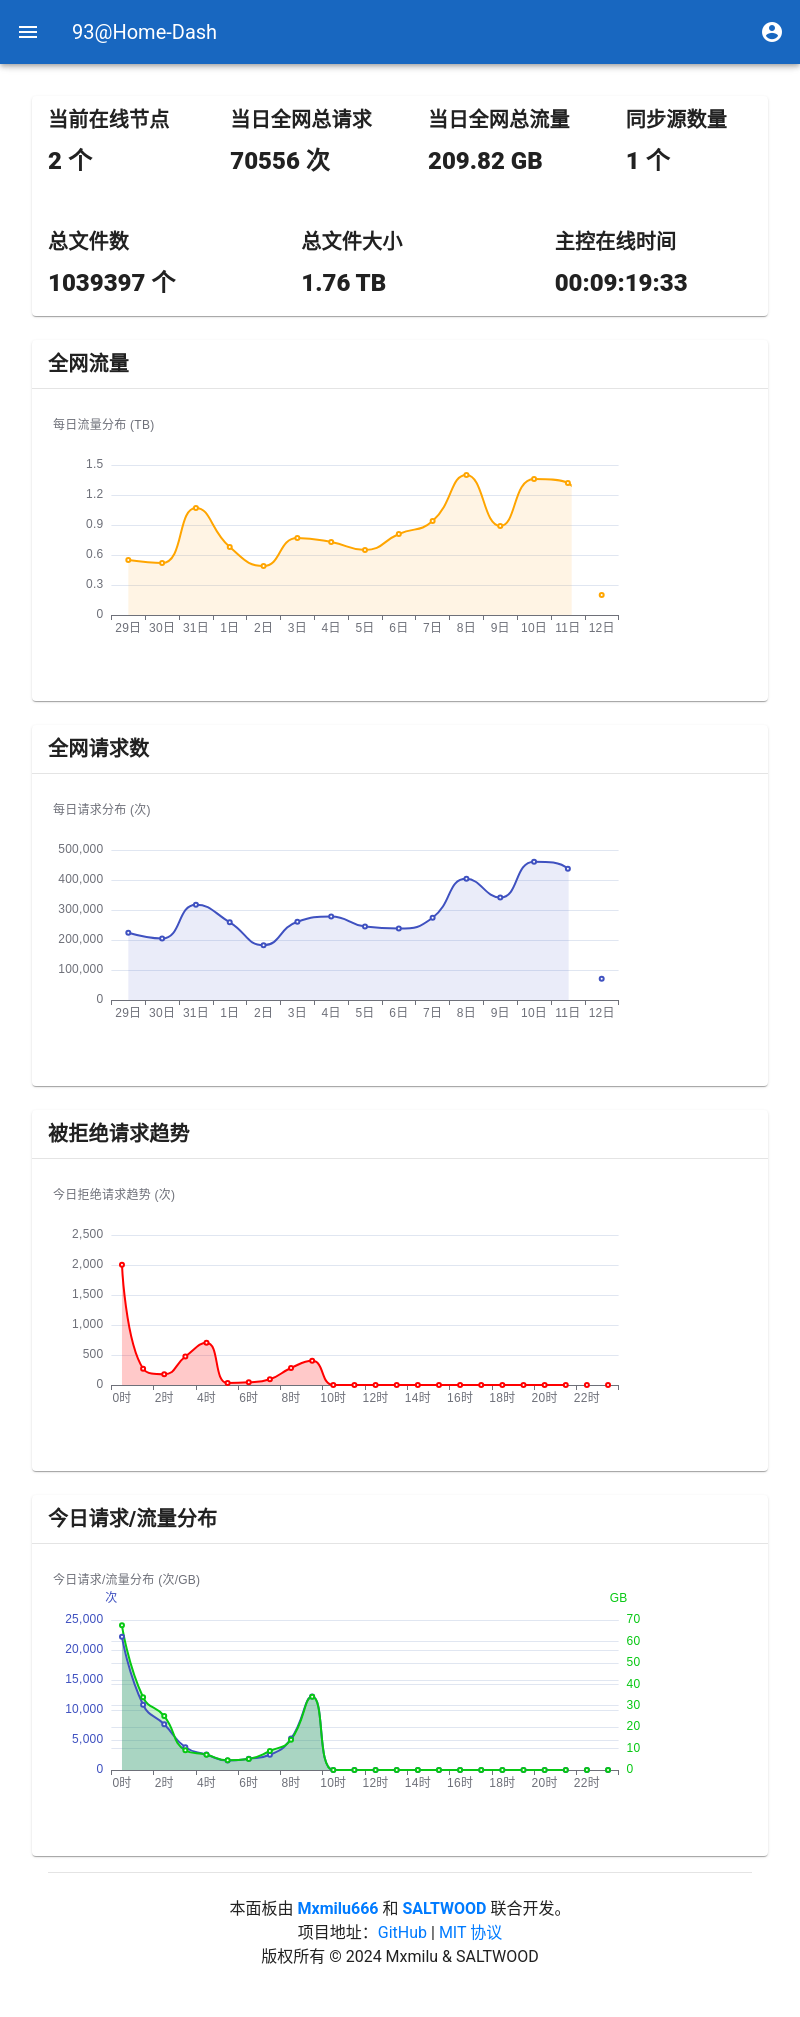 93@Home-Dash
当前在线节点 当日全网总请求 当日全网总流量 同步源数量
2 个 70556 次 209.82 GB 1 个
总文件数 总文件大小 主控在线时间
1039397 个 1.76 TB 00:09:19:33
全网流量
每日流量分布 (TB)
1.5
1.2
0.9
0.6
0.3
0
29日 30日 31日 1日 2日 3日 4日 5日 6日 7日 8日 9日 10日 11日 12日
全网请求数
每日请求分布 (次)
500,000
400,000
300,000
200,000
100,000
0
29日 30日 31日 1日 2日 3日 4日 5日 6日 7日 8日 9日 10日 11日 12日
被拒绝请求趋势
今日拒绝请求趋势 (次)
2,500
2,000
1,500
1,000
500
0
0时 2时 4时 6时 8时 10时 12时 14时 16时 18时 20时 22时
今日请求/流量分布
今日请求/流量分布 (次/GB)
次 GB
25,000 70
20,000 60
15,000 50
10,000 40
5,000 30
0 20
10
0
0时 2时 4时 6时 8时 10时 12时 14时 16时 18时 20时 22时
本面板由 Mxmilu666 和 SALTWOOD 联合开发。
项目地址：GitHub | MIT 协议
版权所有 © 2024 Mxmilu & SALTWOOD